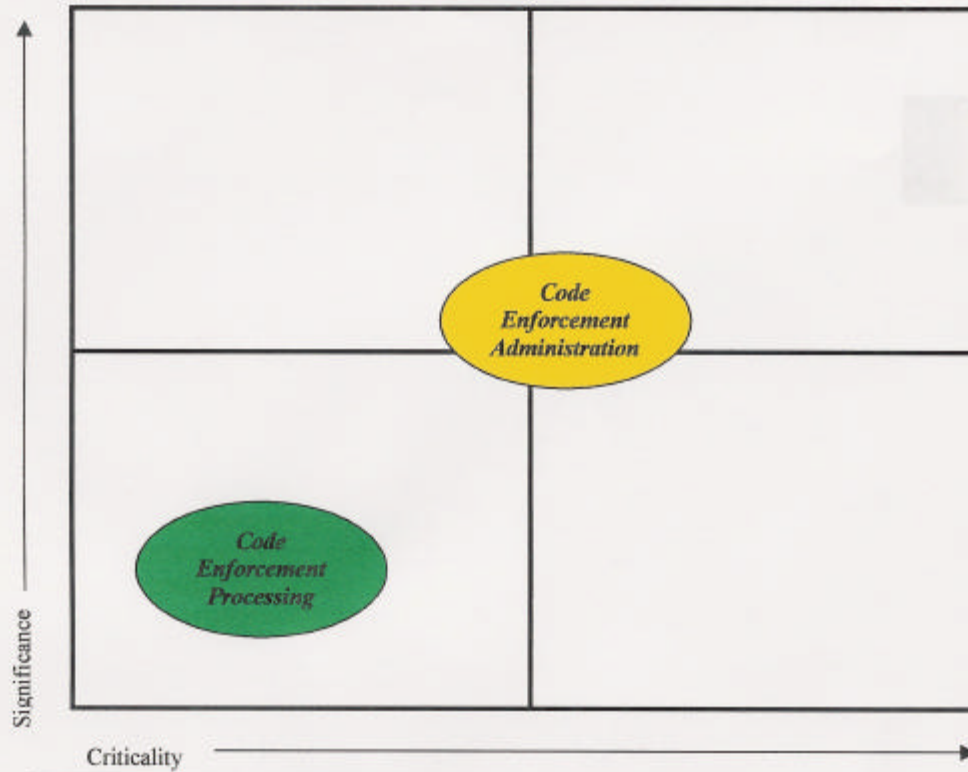 Code
Enforcement
Administration
Code
Enforcement
Processing
Significance
Criticality